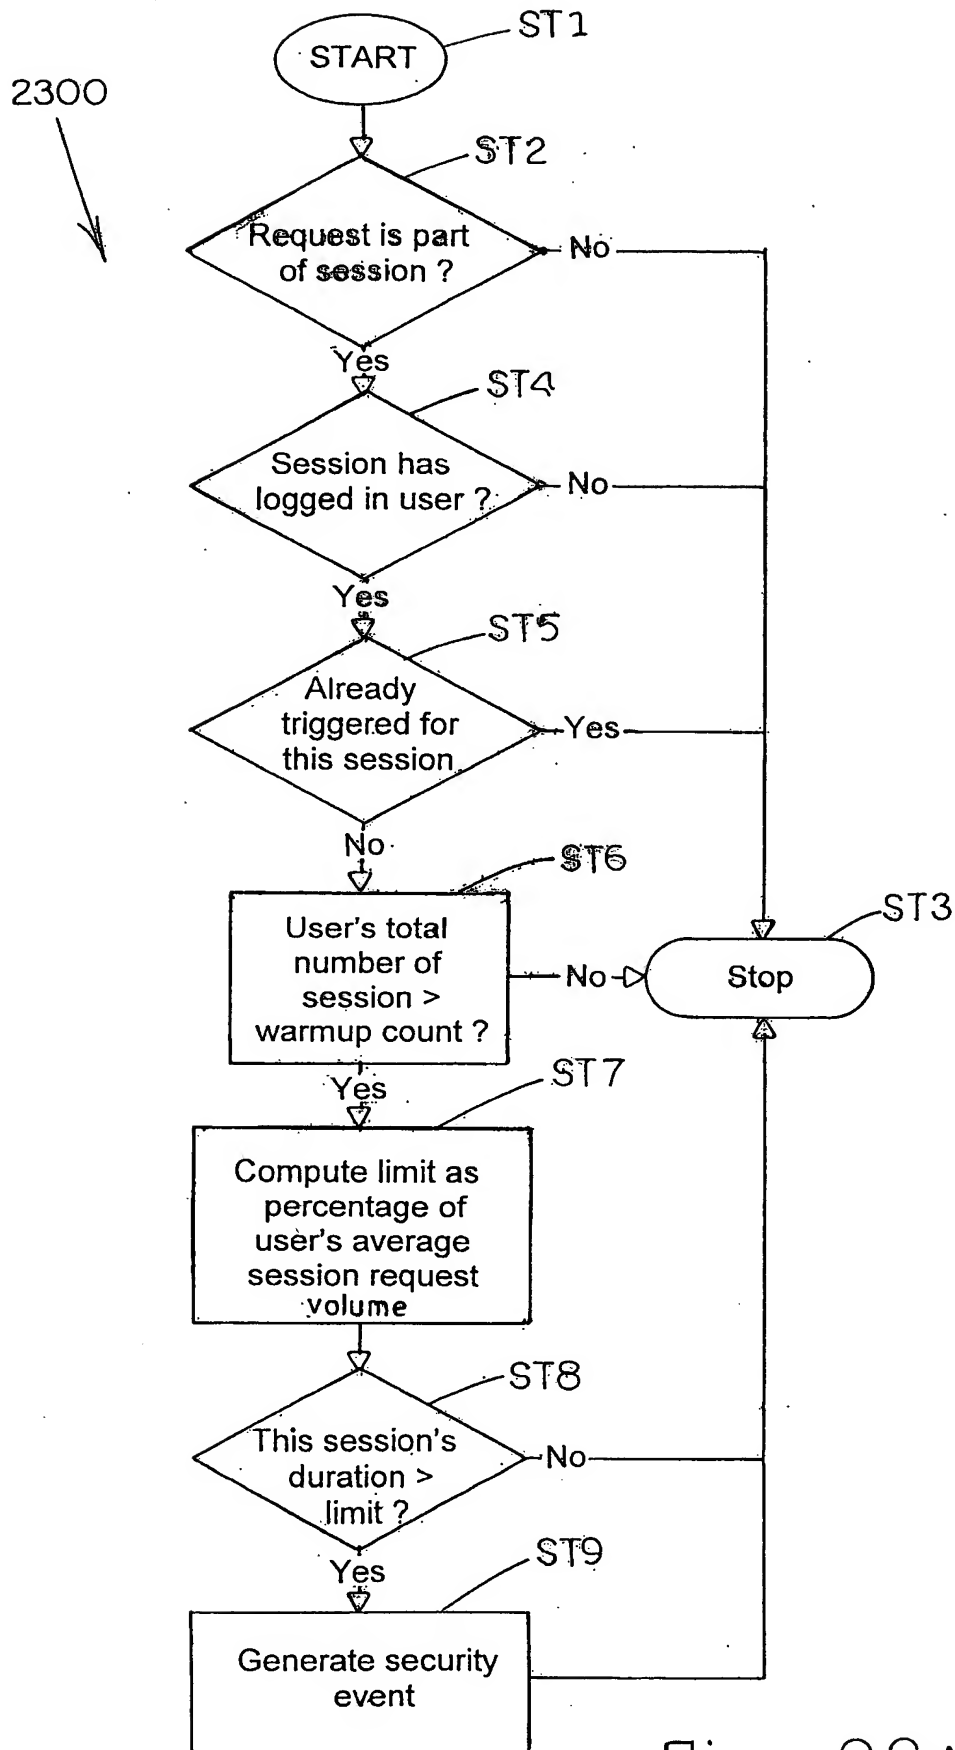 START
ST1
2300
ST2
Request is part
of session ?
No
Yes
ST4
Session has
logged in user ?
No
Yes
ST5
Already
triggered for
this session
Yes
No
ST6
User's total
number of
session >
warmup count ?
No
ST3
Stop
Yes
ST7
Compute limit as
percentage of
user's average
session request
volume
ST8
This session's
duration >
limit ?
No
Yes
ST9
Generate security
event